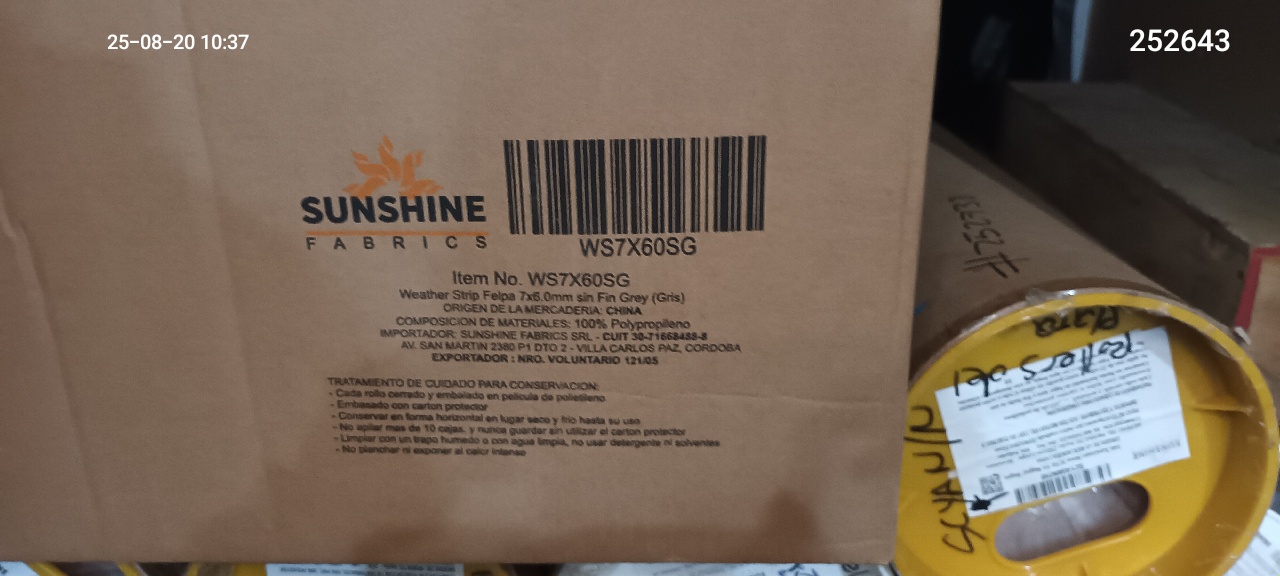 25-08-20 10:37
252643
SUNSHINE
FABRICS
WS7X60SG
Item No. WS7X60SG
Weather Strip Felpa 7x6.0mm sin Fin Grey (Gris)
ORIGEN DE LA MERCADERIA: CHINA
COMPOSICION DE MATERIALES: 100% Polypropileno
IMPORTADOR: SUNSHINE FABRICS SRL - CUIT 30-71668488-8
AV. SAN MARTIN 2380 P1 DTO 2 - VILLA CARLOS PAZ, CORDOBA
EXPORTADOR : NRO. VOLUNTARIO 121/05
TRATAMIENTO DE CUIDADO PARA CONSERVACION:
- Cada rollo cerrado y embalado en pelicula de polietileno
- Embasado con carton protector
- Conservar en forma horizontal en lugar seco y frio hasta su uso
- No apilar mas de 10 cajas, y nunca guardar sin utilizar el carton protector
- Limpiar con un trapo humedo o con agua limpia, no usar detergente ni solventes
- No planchar ni exponer al calor intenso
Rollers del
Plata
SUNSHINE